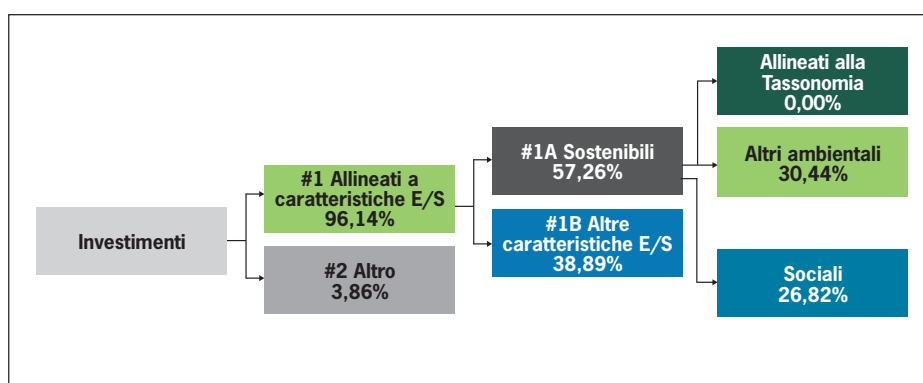 Investimenti
#1 Allineati a
caratteristiche E/S
96,14%
#2 Altro
3,86%
#1A Sostenibili
57,26%
#1B Altre
caratteristiche E/S
38,89%
Allineati alla
Tassonomia
0,00%
Altri ambientali
30,44%
Sociali
26,82%